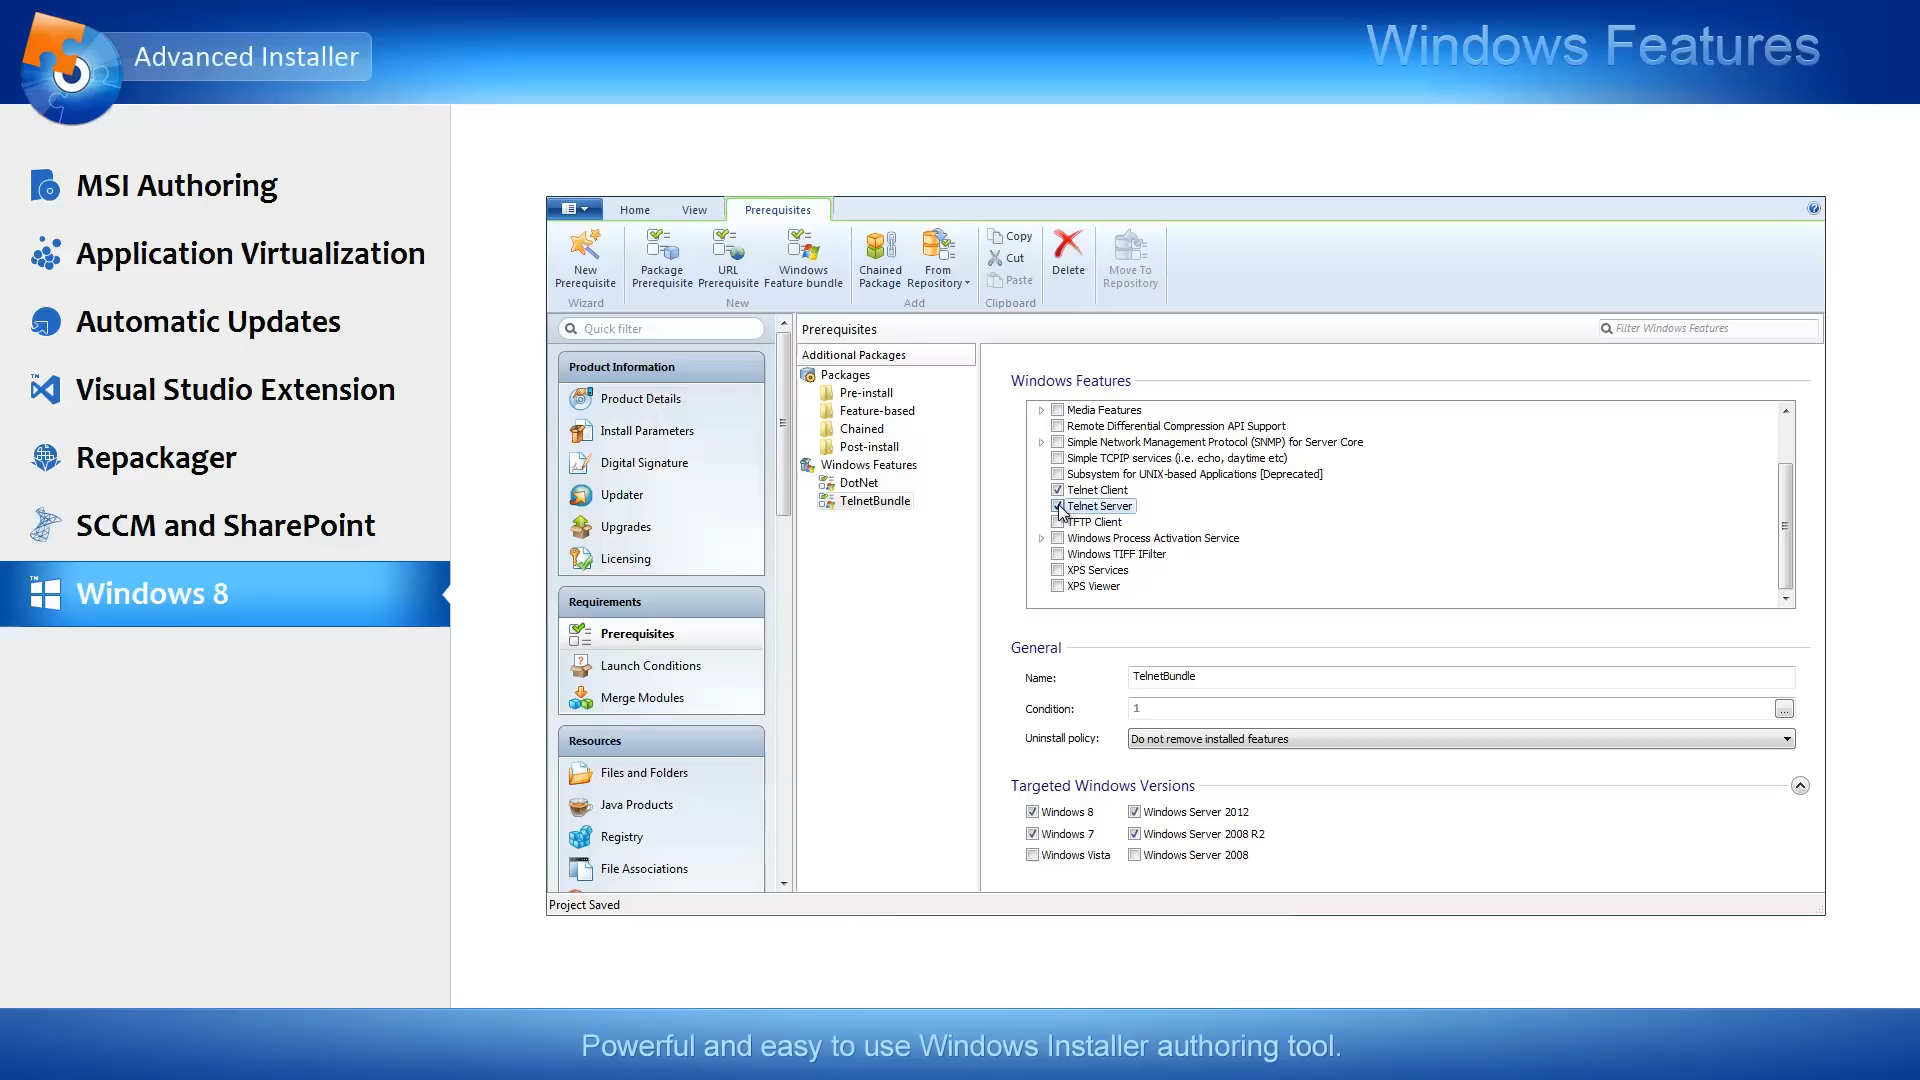 Advanced Installer
Windows Features
MSI Authoring
Application Virtualization
Automatic Updates
Visual Studio Extension
Repackager
SCCM and SharePoint
Windows 8
Home View Prerequisites
New Prerequisite
Package Prerequisite
URL Prerequisite
Windows Feature bundle
Chained Package
From Repository
Copy
Cut
Paste
Delete
Move To Repository
Wizard New Add Clipboard
Quick filter
Product Information
Product Details
Install Parameters
Digital Signature
Updater
Upgrades
Licensing
Requirements
Prerequisites
Launch Conditions
Merge Modules
Resources
Files and Folders
Java Products
Registry
File Associations
Prerequisites
Filter Windows Features
Additional Packages
Packages
Pre-install
Feature-based
Chained
Post-install
Windows Features
DotNet
TelnetBundle
Windows Features
Media Features
Remote Differential Compression API Support
Simple Network Management Protocol (SNMP) for Server Core
Simple TCPIP services (i.e. echo, daytime etc)
Subsystem for UNIX-based Applications [Deprecated]
Telnet Client
Telnet Server
TFTP Client
Windows Process Activation Service
Windows TIFF IFilter
XPS Services
XPS Viewer
General
Name: TelnetBundle
Condition: 1 ...
Uninstall policy: Do not remove installed features
Targeted Windows Versions
Windows 8 Windows Server 2012
Windows 7 Windows Server 2008 R2
Windows Vista Windows Server 2008
Project Saved
Powerful and easy to use Windows Installer authoring tool.